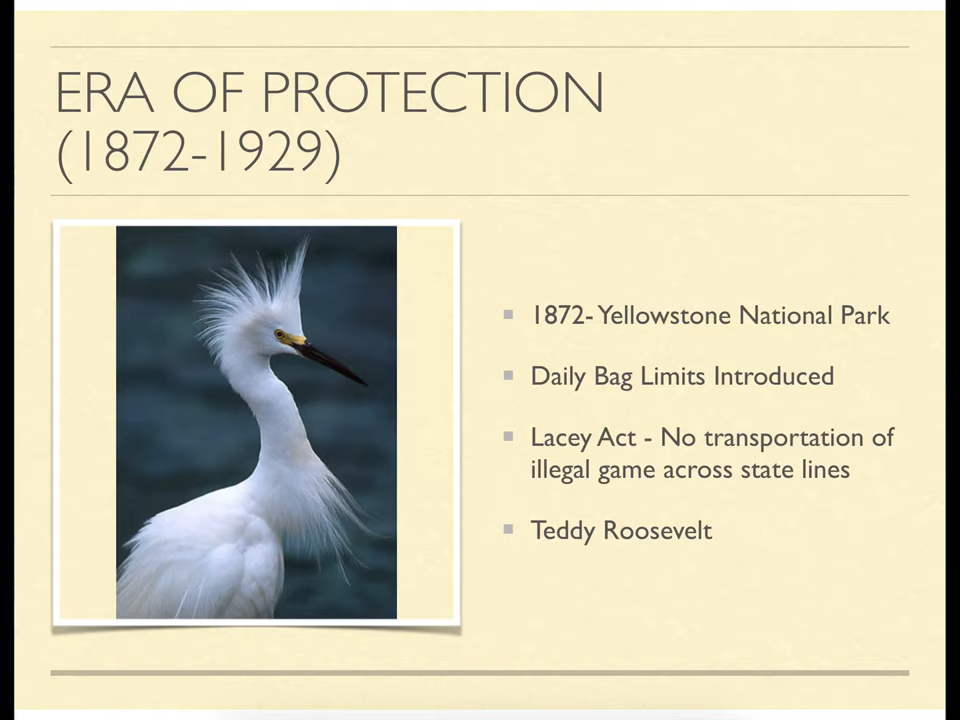 ERA OF PROTECTION
(1872-1929)
1872- Yellowstone National Park
Daily Bag Limits Introduced
Lacey Act - No transportation of
illegal game across state lines
Teddy Roosevelt